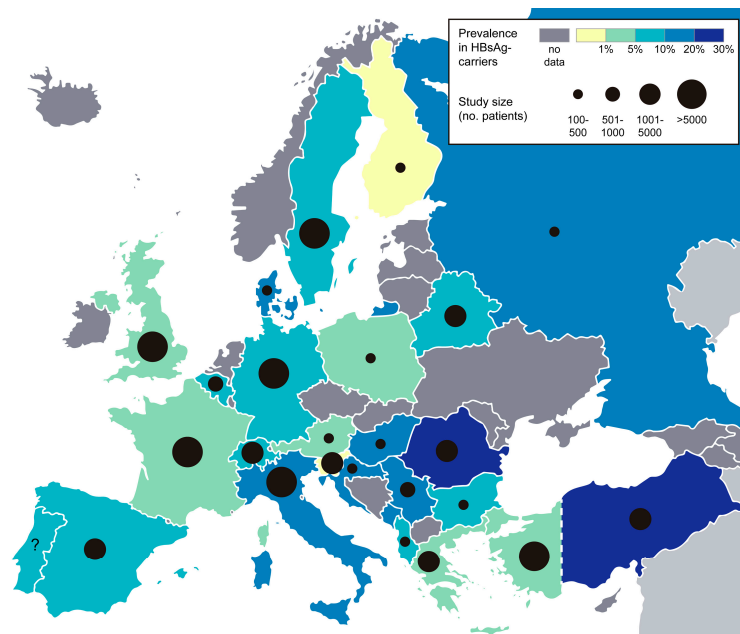 Prevalence
in HBsAg-
carriers
no
data
1% 5% 10% 20% 30%
Study size
(no. patients)
100-
500
501-
1000
1001-
5000
>5000
?